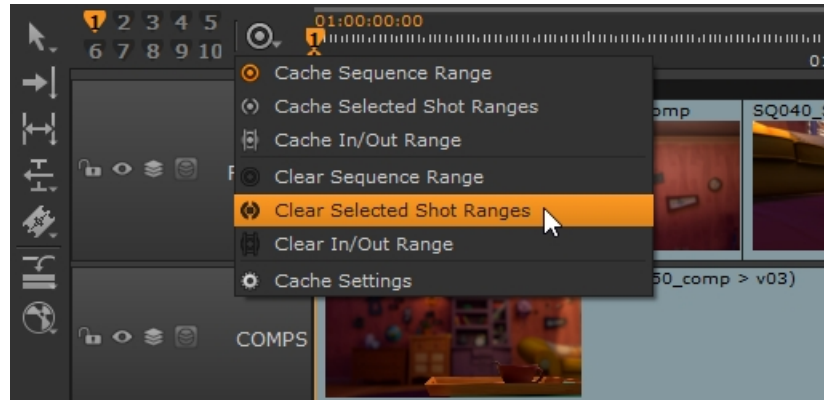 1 2 3 4 5
6 7 8 9 10
01:00:00:00
1
Cache Sequence Range
Cache Selected Shot Ranges
Cache In/Out Range
Clear Sequence Range
Clear Selected Shot Ranges
Clear In/Out Range
Cache Settings
SQ040_
50_comp > v03)
COMPS